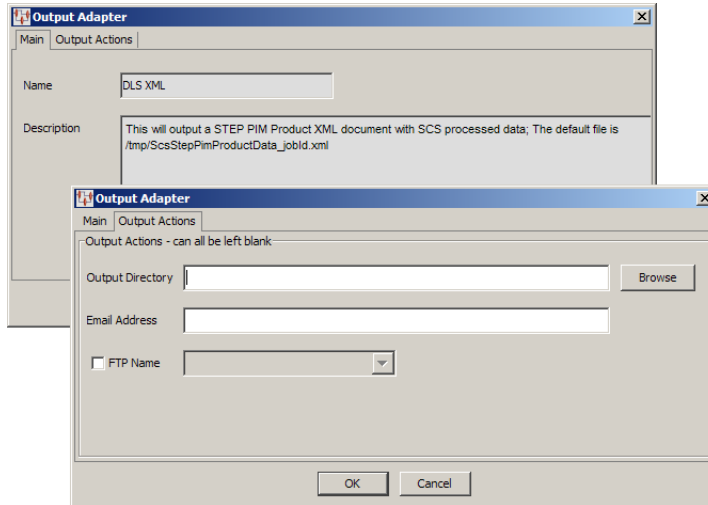 Output Adapter
Main Output Actions
Name DLS XML
Description This will output a STEP PIM Product XML document with SCS processed data; The default file is
/tmp/ScsStepPimProductData_jobId.xml
Output Adapter
Main Output Actions
Output Actions - can all be left blank
Output Directory Browse
Email Address
FTP Name
OK Cancel